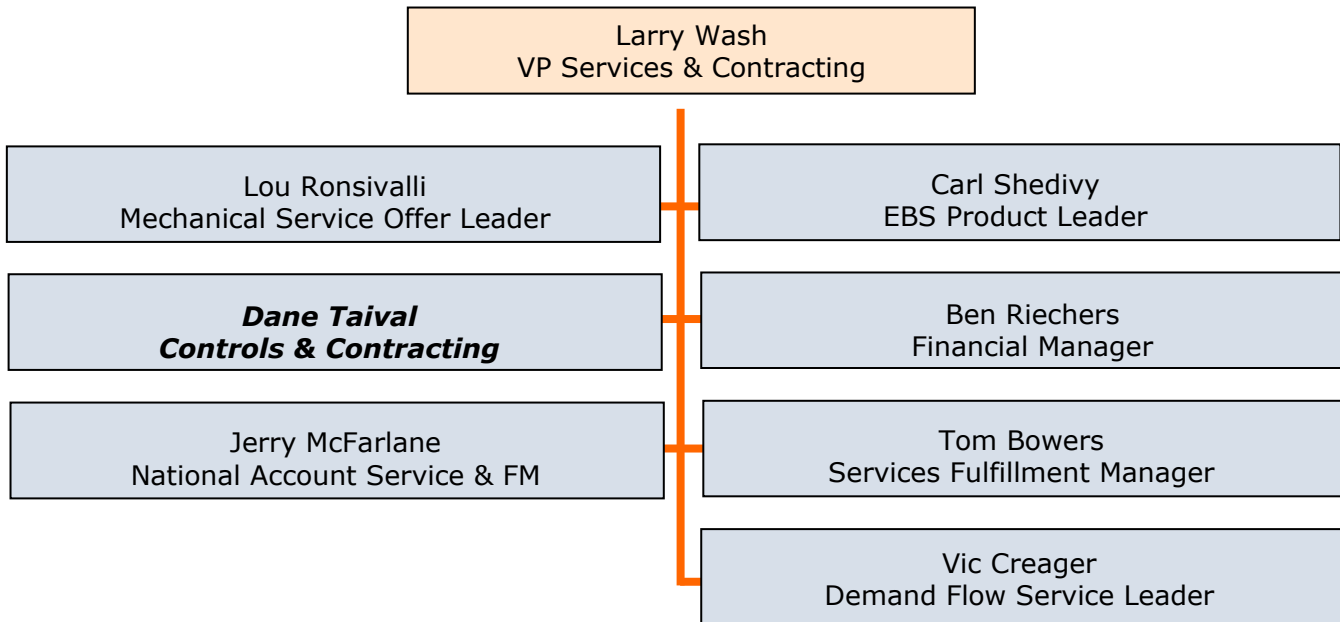 Larry Wash
VP Services & Contracting
Lou Ronsivalli
Mechanical Service Offer Leader
Carl Shedivy
EBS Product Leader
Dane Taival
Controls & Contracting
Ben Riechers
Financial Manager
Jerry McFarlane
National Account Service & FM
Tom Bowers
Services Fulfillment Manager
Vic Creager
Demand Flow Service Leader